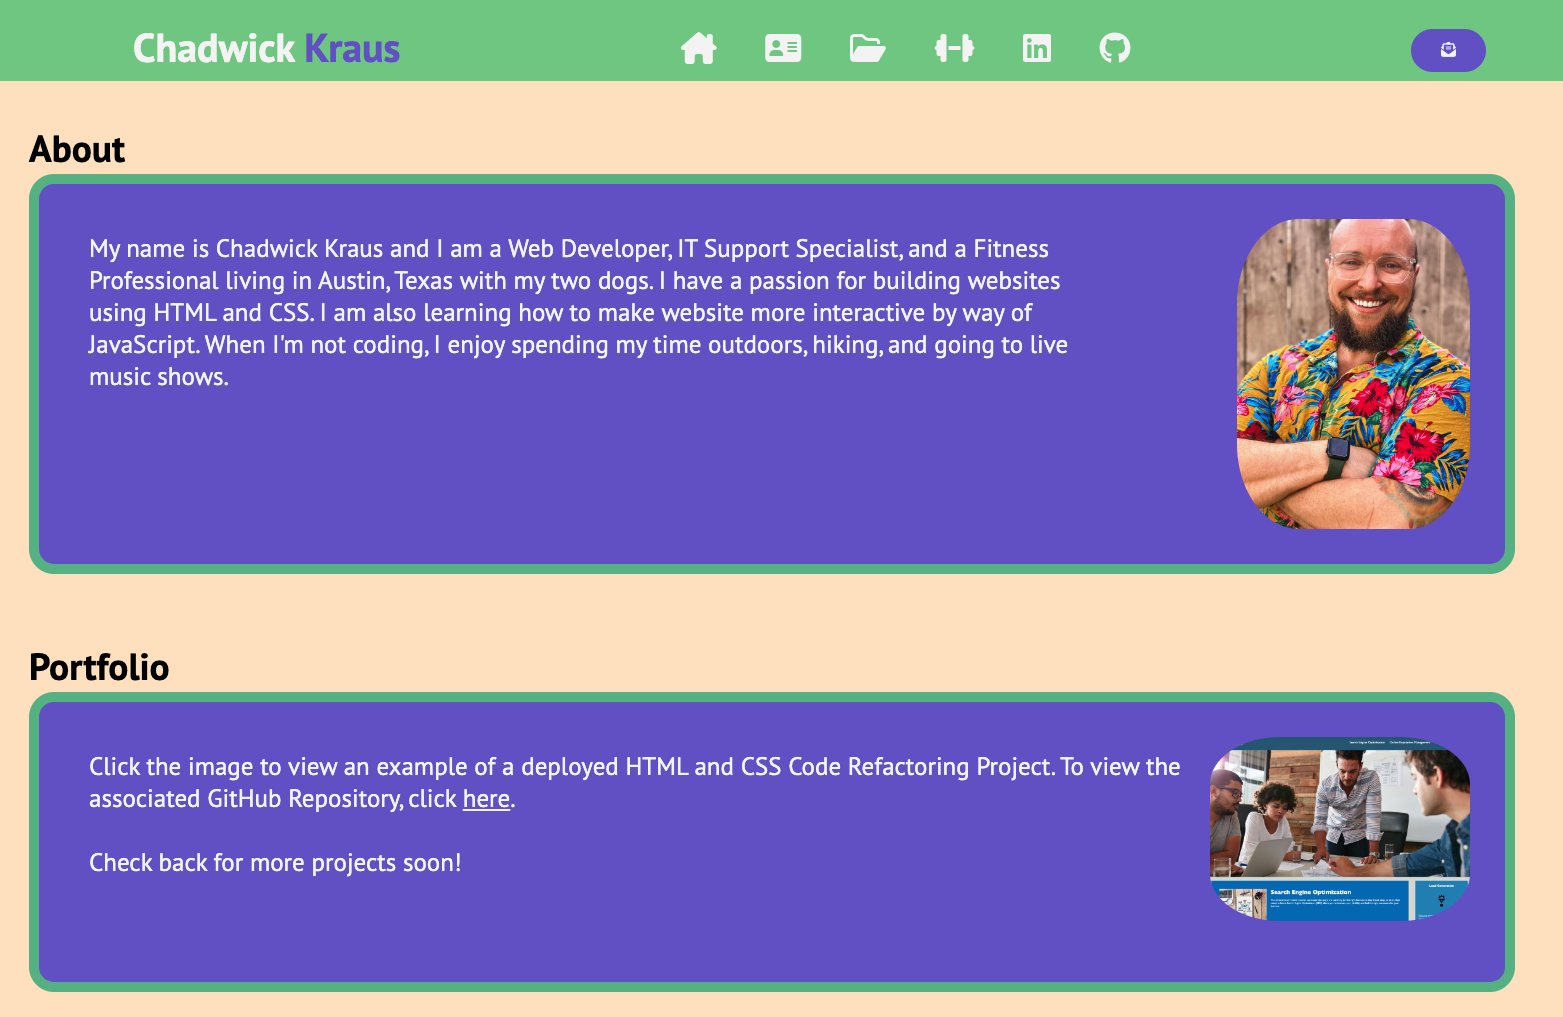 Chadwick Kraus
About
My name is Chadwick Kraus and I am a Web Developer, IT Support Specialist, and a Fitness
Professional living in Austin, Texas with my two dogs. I have a passion for building websites
using HTML and CSS. I am also learning how to make website more interactive by way of
JavaScript. When I'm not coding, I enjoy spending my time outdoors, hiking, and going to live
music shows.
Portfolio
Click the image to view an example of a deployed HTML and CSS Code Refactoring Project. To view the
associated GitHub Repository, click here.
Check back for more projects soon!
Search Engine Optimization